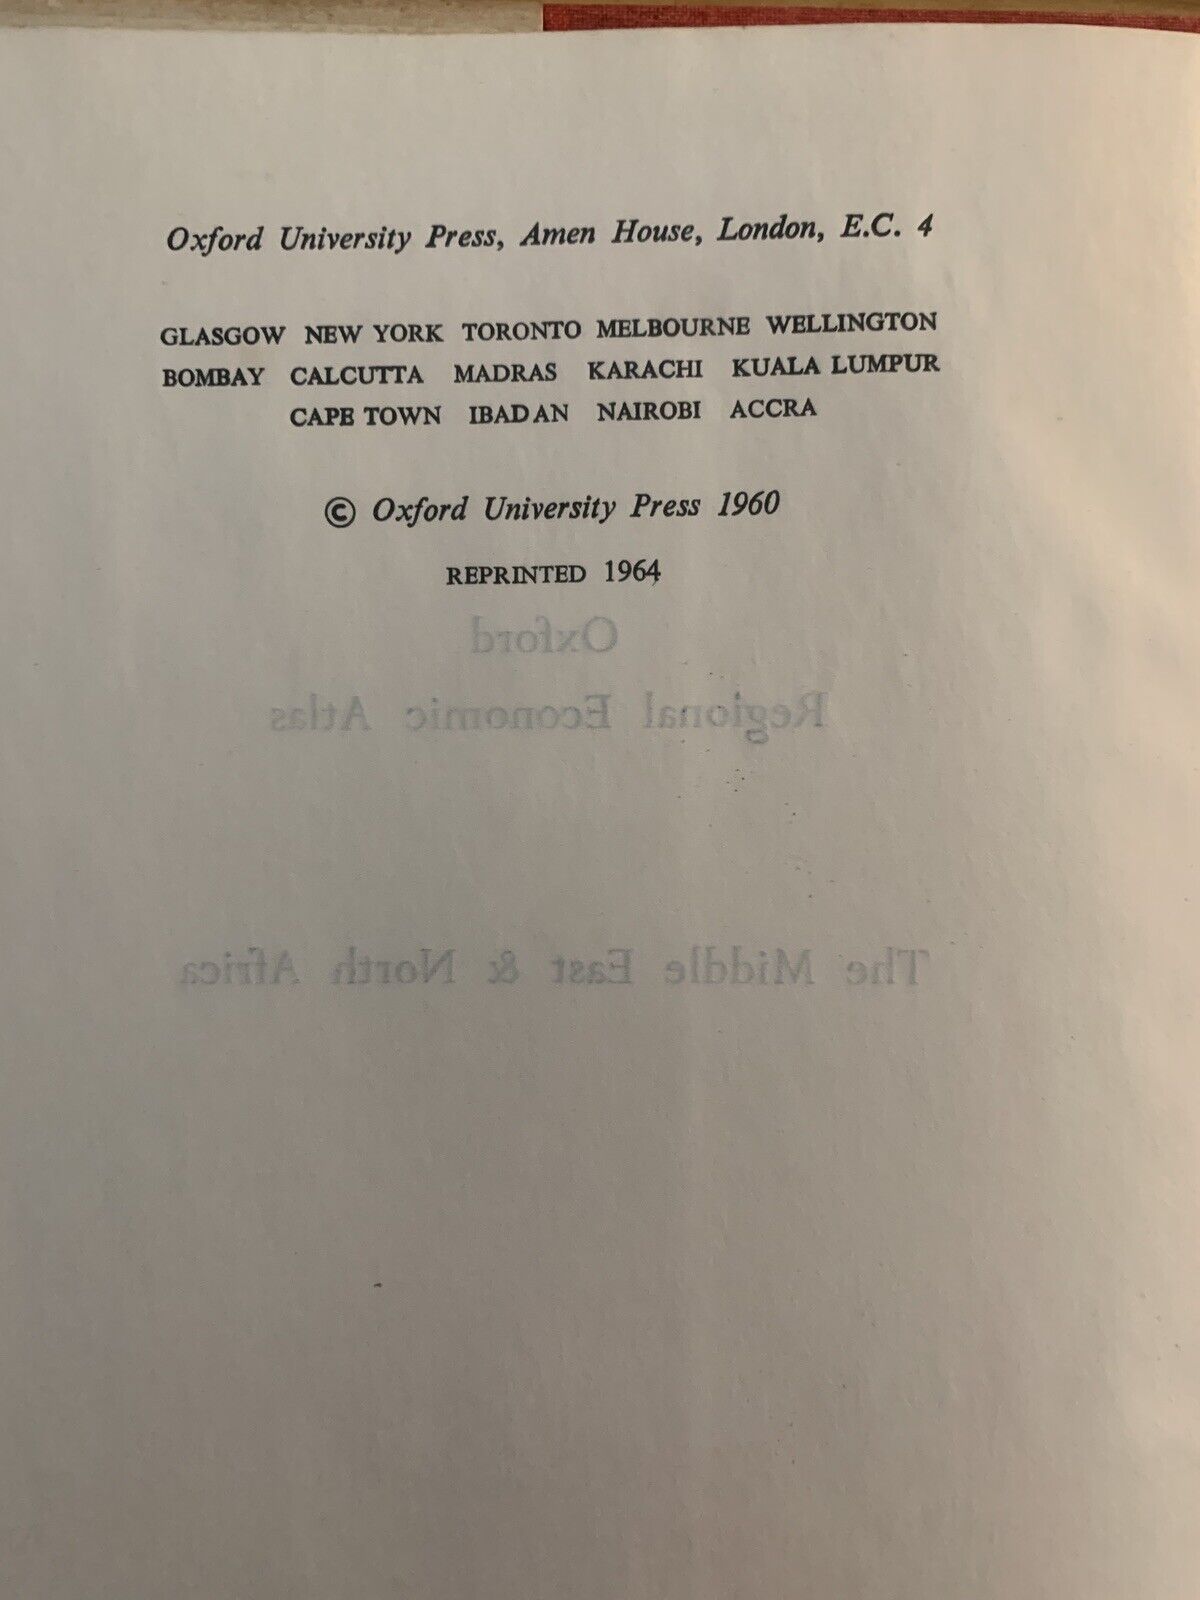 Oxford University Press, Amen House, London, E.C. 4
GLASGOW NEW YORK TORONTO MELBOURNE WELLINGTON
BOMBAY CALCUTTA MADRAS KARACHI KUALA LUMPUR
CAPE TOWN IBADAN NAIROBI ACCRA
© Oxford University Press 1960
REPRINTED 1964
Oxford
Regional Economic Atlas
The Middle East & North Africa